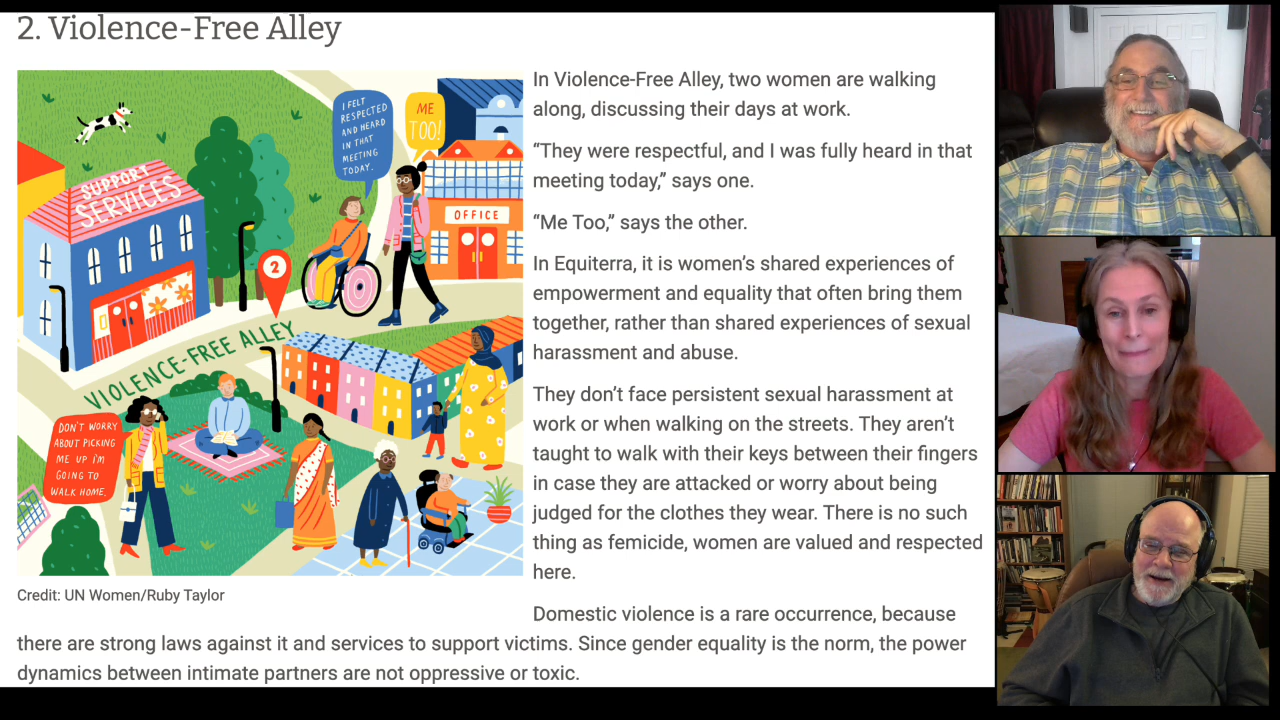 2. Violence-Free Alley
I FELT
RESPECTED
AND HEARD
IN THAT
MEETING
TODAY.
ME
TOO!
SUPPORT
SERVICES
OFFICE
2
VIOLENCE-FREE ALLEY
DON'T WORRY
ABOUT PICKING
ME UP I'M
GOING TO
WALK HOME.
Credit: UN Women/Ruby Taylor
In Violence-Free Alley, two women are walking
along, discussing their days at work.
“They were respectful, and I was fully heard in that
meeting today,” says one.
“Me Too,” says the other.
In Equiterra, it is women’s shared experiences of
empowerment and equality that often bring them
together, rather than shared experiences of sexual
harassment and abuse.
They don’t face persistent sexual harassment at
work or when walking on the streets. They aren’t
taught to walk with their keys between their fingers
in case they are attacked or worry about being
judged for the clothes they wear. There is no such
thing as femicide, women are valued and respected
here.
Domestic violence is a rare occurrence, because
there are strong laws against it and services to support victims. Since gender equality is the norm, the power
dynamics between intimate partners are not oppressive or toxic.